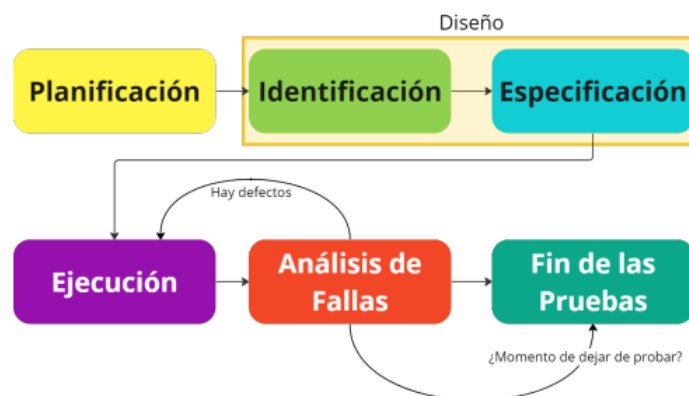 Diseño
Planificación
Identificación
Especificación
Hay defectos
Ejecución
Análisis de
Fallas
Fin de las
Pruebas
¿Momento de dejar de probar?